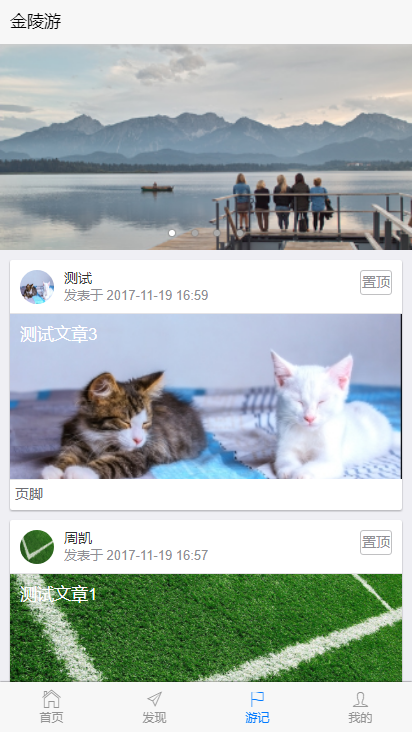 金陵游
测试
发表于 2017-11-19 16:59
置顶
测试文章3
页脚
周凯
发表于 2017-11-19 16:57
置顶
测试文章1
首页
发现
游记
我的